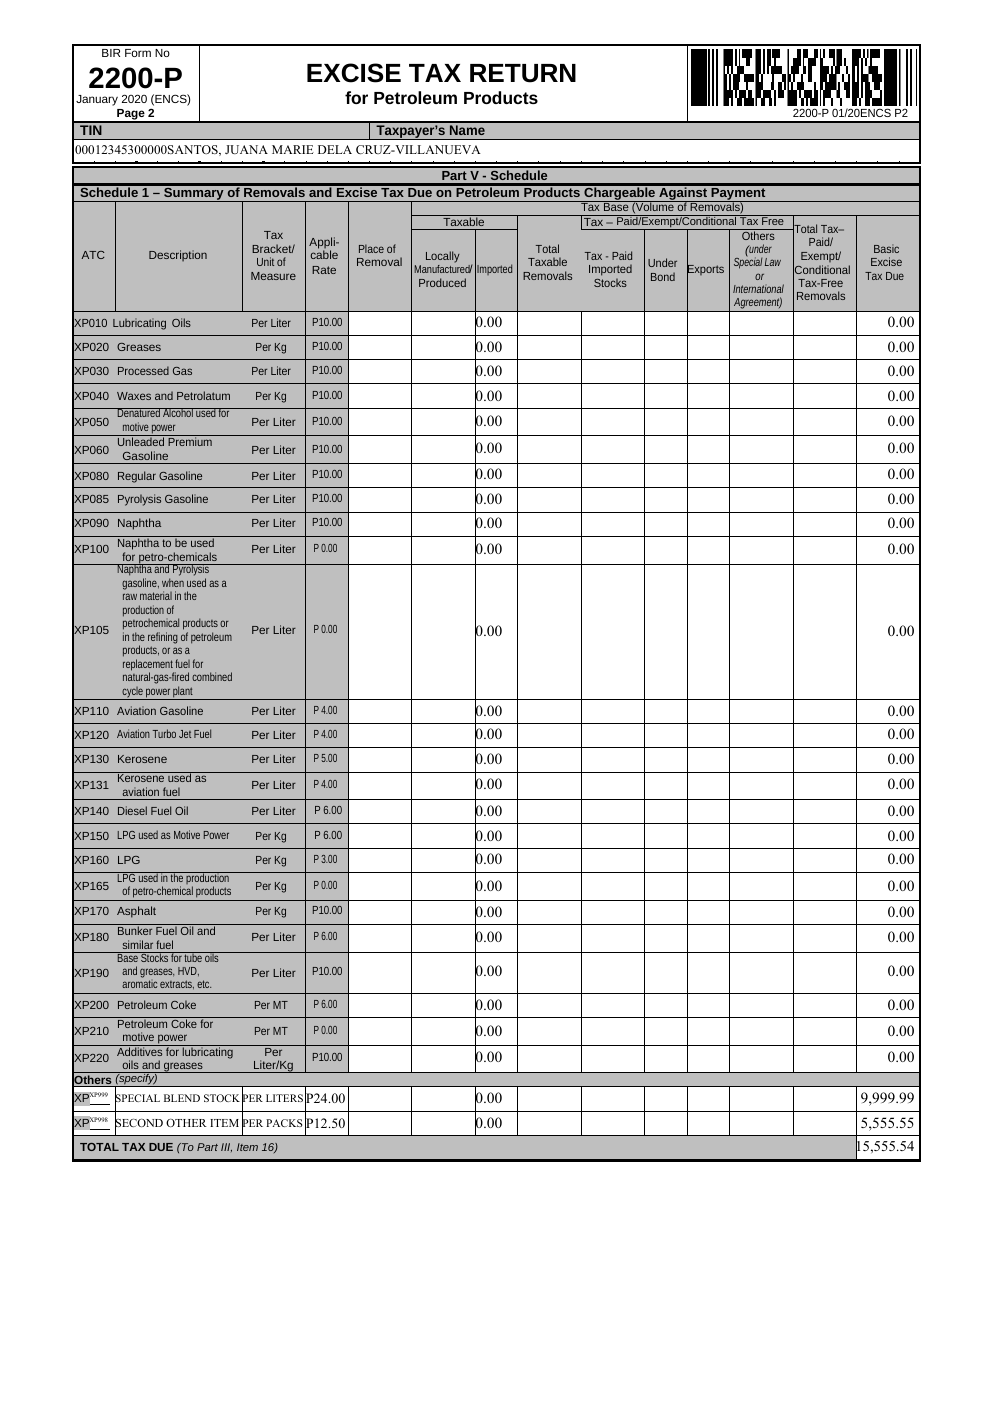 BIR Form No
2200-P
January 2020 (ENCS)
Page 2
EXCISE TAX RETURN
for Petroleum Products
2200-P 01/20ENCS P2
TIN Taxpayer's Name
00012345300000SANTOS, JUANA MARIE DELA CRUZ-VILLANUEVA
Part V - Schedule
Schedule 1 – Summary of Removals and Excise Tax Due on Petroleum Products Chargeable Against Payment
ATC
Description
Tax
Bracket/
Unit of
Measure
Appli-
cable
Rate
Place of
Removal
Tax Base (Volume of Removals)
Taxable
Locally
Manufactured/
Produced
Imported
Total
Taxable
Removals
Tax – Paid/Exempt/Conditional Tax Free
Tax - Paid
Imported
Stocks
Under
Bond
Exports
Others
(under
Special Law
or
International
Agreement)
Total Tax–
Paid/
Exempt/
Conditional
Tax-Free
Removals
Basic
Excise
Tax Due
XP010 Lubricating Oils Per Liter P10.00 0.00 0.00
XP020 Greases Per Kg P10.00 0.00 0.00
XP030 Processed Gas Per Liter P10.00 0.00 0.00
XP040 Waxes and Petrolatum Per Kg P10.00 0.00 0.00
XP050 Denatured Alcohol used for
motive power Per Liter P10.00 0.00 0.00
XP060 Unleaded Premium
Gasoline Per Liter P10.00 0.00 0.00
XP080 Regular Gasoline Per Liter P10.00 0.00 0.00
XP085 Pyrolysis Gasoline Per Liter P10.00 0.00 0.00
XP090 Naphtha Per Liter P10.00 0.00 0.00
XP100 Naphtha to be used
for petro-chemicals Per Liter P 0.00 0.00 0.00
Naphtha and Pyrolysis
gasoline, when used as a
raw material in the
production of
petrochemical products or
XP105 in the refining of petroleum Per Liter P 0.00 0.00 0.00
products, or as a
replacement fuel for
natural-gas-fired combined
cycle power plant
XP110 Aviation Gasoline Per Liter P 4.00 0.00 0.00
XP120 Aviation Turbo Jet Fuel Per Liter P 4.00 0.00 0.00
XP130 Kerosene Per Liter P 5.00 0.00 0.00
XP131 Kerosene used as
aviation fuel Per Liter P 4.00 0.00 0.00
XP140 Diesel Fuel Oil Per Liter P 6.00 0.00 0.00
XP150 LPG used as Motive Power Per Kg P 6.00 0.00 0.00
XP160 LPG Per Kg P 3.00 0.00 0.00
XP165 LPG used in the production
of petro-chemical products Per Kg P 0.00 0.00 0.00
XP170 Asphalt Per Kg P10.00 0.00 0.00
XP180 Bunker Fuel Oil and
similar fuel Per Liter P 6.00 0.00 0.00
Base Stocks for tube oils
XP190 and greases, HVD, Per Liter P10.00 0.00 0.00
aromatic extracts, etc.
XP200 Petroleum Coke Per MT P 6.00 0.00 0.00
XP210 Petroleum Coke for
motive power Per MT P 0.00 0.00 0.00
XP220 Additives for lubricating
oils and greases Per
Liter/Kg P10.00 0.00 0.00
Others (specify)
XP XP999 SPECIAL BLEND STOCK PER LITERS P24.00 0.00 9,999.99
XP XP998 SECOND OTHER ITEM PER PACKS P12.50 0.00 5,555.55
TOTAL TAX DUE (To Part III, Item 16) 15,555.54